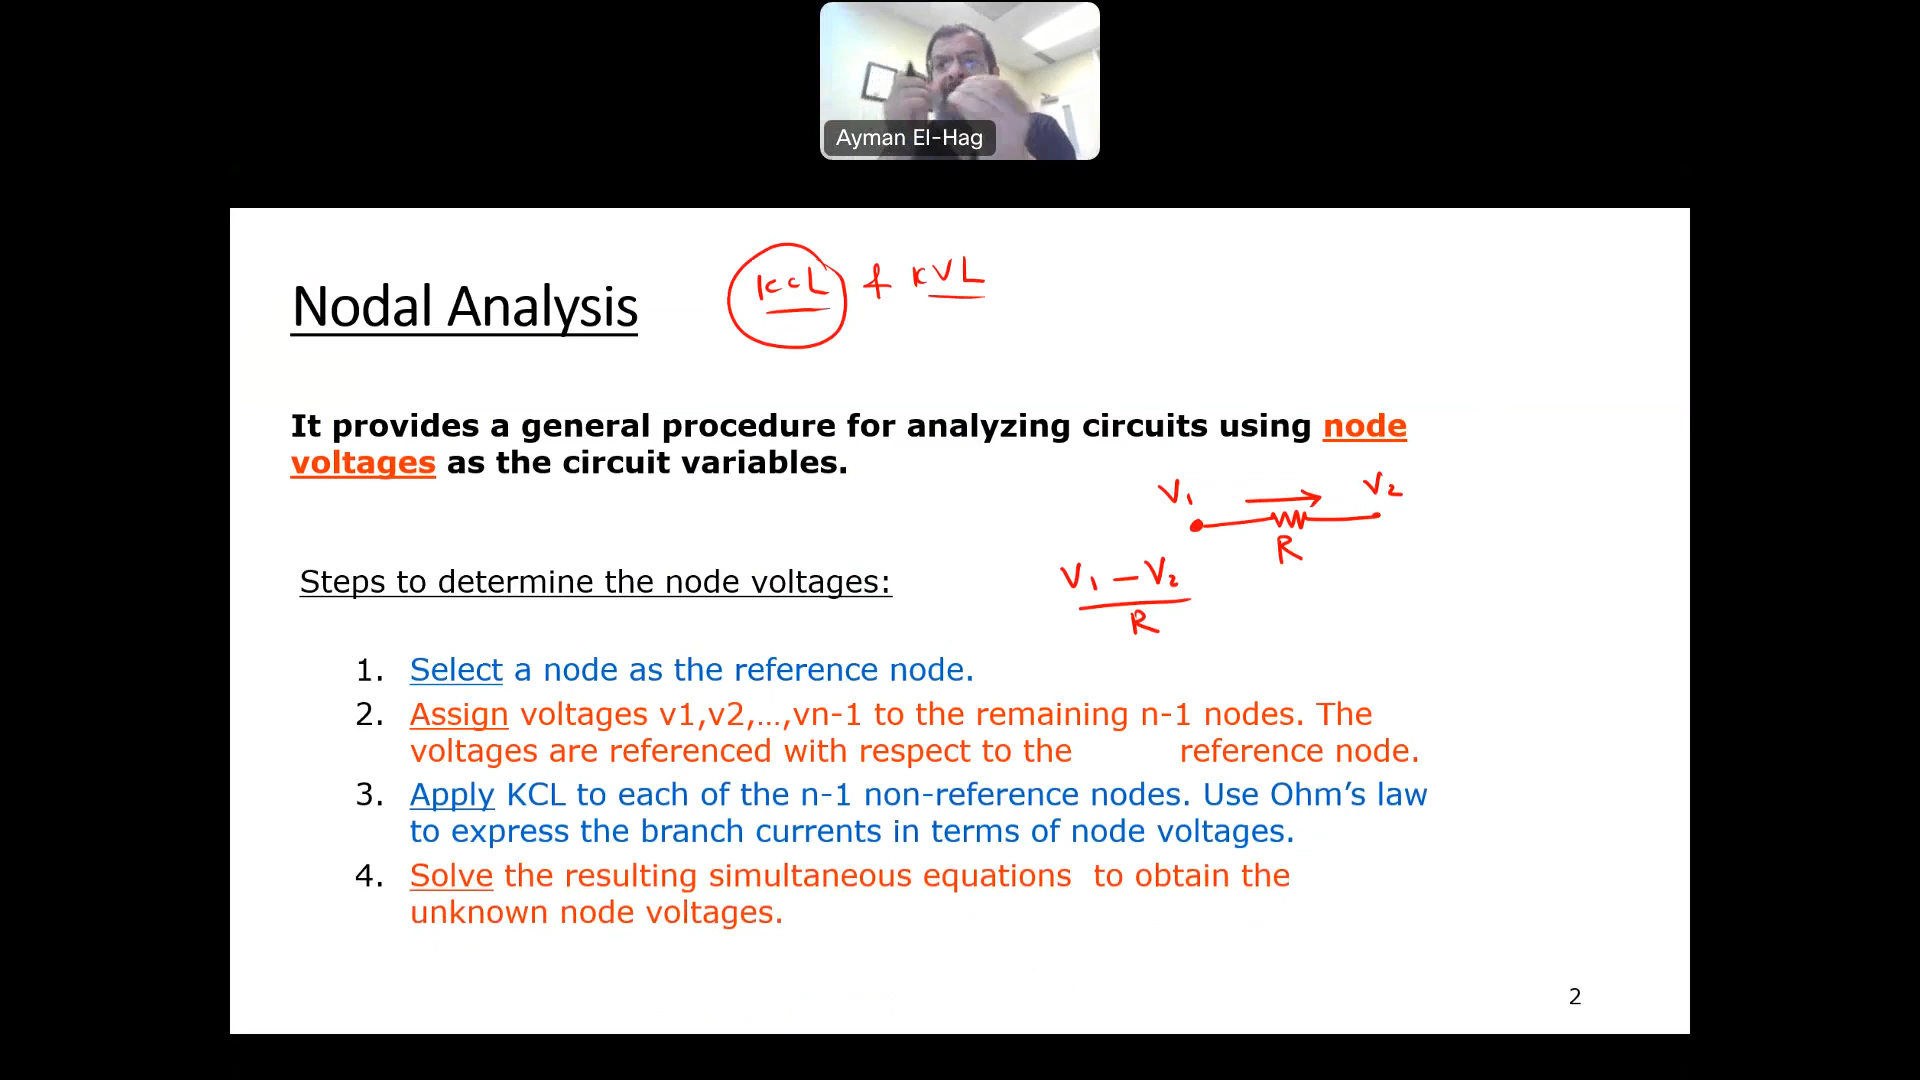 Ayman El-Hag
Nodal Analysis
KCL & KVL
It provides a general procedure for analyzing circuits using node
voltages as the circuit variables.
V1 V2
R
V1 - V2
R
Steps to determine the node voltages:
1. Select a node as the reference node.
2. Assign voltages v1,v2,…,vn-1 to the remaining n-1 nodes. The
voltages are referenced with respect to the reference node.
3. Apply KCL to each of the n-1 non-reference nodes. Use Ohm’s law
to express the branch currents in terms of node voltages.
4. Solve the resulting simultaneous equations to obtain the
unknown node voltages.
2